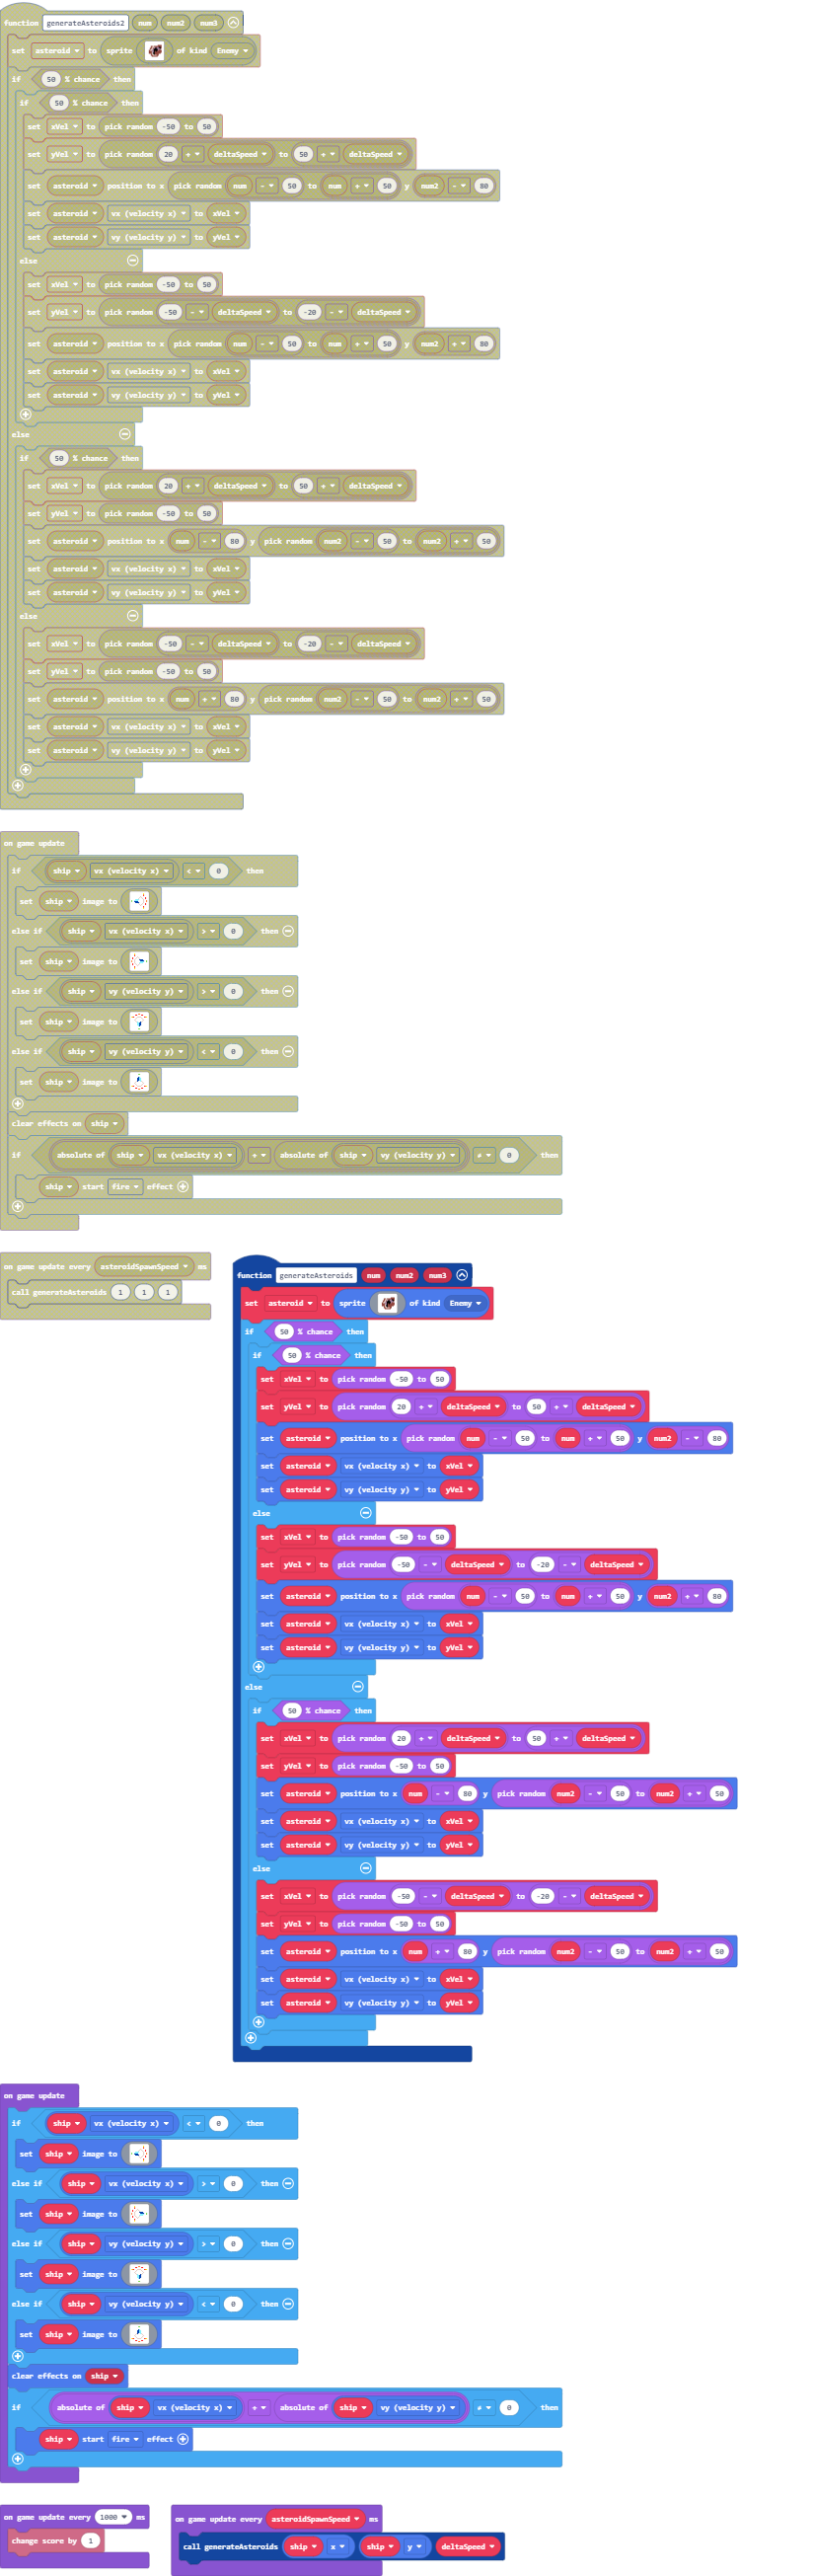 function generateAsteroids2 num num2 num3
set asteroid to sprite of kind Enemy
if 50 % chance then
if 50 % chance then
set xVel to pick random -50 to 50
set yVel to pick random 20 + deltaSpeed to 50 + deltaSpeed
set asteroid position to x pick random num - 50 to num + 50 y num2 - 80
set asteroid vx (velocity x) to xVel
set asteroid vy (velocity y) to yVel
else
set xVel to pick random -50 to 50
set yVel to pick random -50 - deltaSpeed to -20 - deltaSpeed
set asteroid position to x pick random num - 50 to num + 50 y num2 + 80
set asteroid vx (velocity x) to xVel
set asteroid vy (velocity y) to yVel
else
if 50 % chance then
set xVel to pick random 20 + deltaSpeed to 50 + deltaSpeed
set yVel to pick random -50 to 50
set asteroid position to x num - 80 y pick random num2 - 50 to num2 + 50
set asteroid vx (velocity x) to xVel
set asteroid vy (velocity y) to yVel
else
set xVel to pick random -50 - deltaSpeed to -20 - deltaSpeed
set yVel to pick random -50 to 50
set asteroid position to x num + 80 y pick random num2 - 50 to num2 + 50
set asteroid vx (velocity x) to xVel
set asteroid vy (velocity y) to yVel
on game update
if ship vx (velocity x) < 0 then
set ship image to
else if ship vx (velocity x) > 0 then
set ship image to
else if ship vy (velocity y) > 0 then
set ship image to
else if ship vy (velocity y) < 0 then
set ship image to
clear effects on ship
if absolute of ship vx (velocity x) + absolute of ship vy (velocity y) ≠ 0 then
ship start fire effect
on game update every asteroidSpawnSpeed ms
call generateAsteroids 1 1 1
function generateAsteroids num num2 num3
set asteroid to sprite of kind Enemy
if 50 % chance then
if 50 % chance then
set xVel to pick random -50 to 50
set yVel to pick random 20 + deltaSpeed to 50 + deltaSpeed
set asteroid position to x pick random num - 50 to num + 50 y num2 - 80
set asteroid vx (velocity x) to xVel
set asteroid vy (velocity y) to yVel
else
set xVel to pick random -50 to 50
set yVel to pick random -50 - deltaSpeed to -20 - deltaSpeed
set asteroid position to x pick random num - 50 to num + 50 y num2 + 80
set asteroid vx (velocity x) to xVel
set asteroid vy (velocity y) to yVel
else
if 50 % chance then
set xVel to pick random 20 + deltaSpeed to 50 + deltaSpeed
set yVel to pick random -50 to 50
set asteroid position to x num - 80 y pick random num2 - 50 to num2 + 50
set asteroid vx (velocity x) to xVel
set asteroid vy (velocity y) to yVel
else
set xVel to pick random -50 - deltaSpeed to -20 - deltaSpeed
set yVel to pick random -50 to 50
set asteroid position to x num + 80 y pick random num2 - 50 to num2 + 50
set asteroid vx (velocity x) to xVel
set asteroid vy (velocity y) to yVel
on game update
if ship vx (velocity x) < 0 then
set ship image to
else if ship vx (velocity x) > 0 then
set ship image to
else if ship vy (velocity y) > 0 then
set ship image to
else if ship vy (velocity y) < 0 then
set ship image to
clear effects on ship
if absolute of ship vx (velocity x) + absolute of ship vy (velocity y) ≠ 0 then
ship start fire effect
on game update every 1000 ms
change score by 1
on game update every asteroidSpawnSpeed ms
call generateAsteroids ship x ship y deltaSpeed